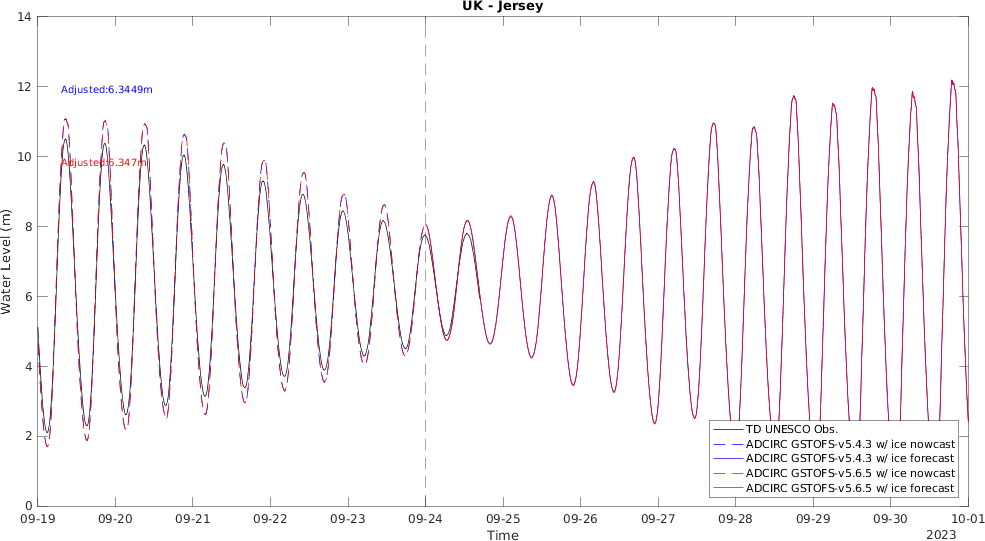 UK - Jersey
14
12
10
8
6
4
2
0
Water Level (m)
Adjusted:6.3449m
Adjusted:6.347m
TD UNESCO Obs.
ADCIRC GSTOFS-v5.4.3 w/ ice nowcast
ADCIRC GSTOFS-v5.4.3 w/ ice forecast
ADCIRC GSTOFS-v5.6.5 w/ ice nowcast
ADCIRC GSTOFS-v5.6.5 w/ ice forecast
09-19 09-20 09-21 09-22 09-23 09-24 09-25 09-26 09-27 09-28 09-29 09-30 10-01
Time
2023